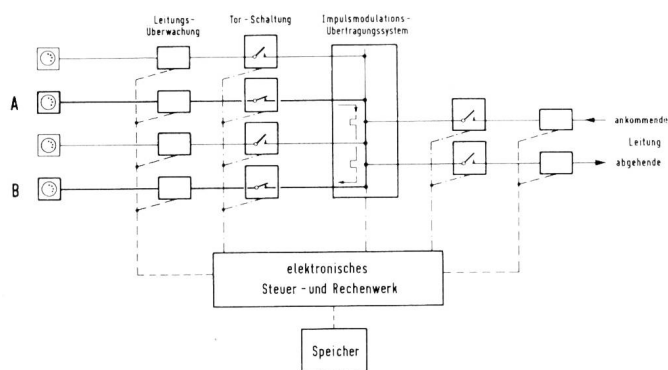 Leitungs-
Überwachung
Tor-Schaltung
Impulsmodulations-
Übertragungssystem
A
B
ankommende
Leitung
abgehende
elektronisches
Steuer- und Rechenwerk
Speicher